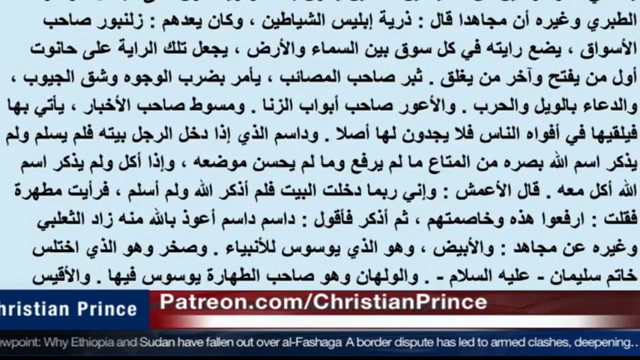 الطبري وغيره أن مجاهدا قال : ذرية إبليس الشياطين ، وكان يعدهم : زلنبور صاحب
الأسواق ، يضع رايته في كل سوق بين السماء والأرض ، يجعل تلك الراية على حانوت
أول من يفتح وآخر من يغلق . ثبر صاحب المصائب ، يأمر بضرب الوجوه وشق الجيوب ،
والدعاء بالويل والحرب . والأعور صاحب أبواب الزنا . ومسوط صاحب الأخبار ، يأتي بها
فيلقيها في أفواه الناس فلا يجدون لها أصلا . وداسم الذي إذا دخل الرجل بيته فلم يسلم ولم
يذكر اسم الله بصره من المتاع ما لم يرفع وما لم يحسن موضعه ، وإذا أكل ولم يذكر اسم
الله أكل معه . قال الأعمش : وإني ربما دخلت البيت فلم أذكر الله ولم أسلم ، فرأيت مطهرة
فقلت : ارفعوا هذه وخاصمتهم ، ثم أذكر فأقول : داسم داسم أعوذ بالله منه زاد الثعلبي
وغيره عن مجاهد : والأبيض ، وهو الذي يوسوس للأنبياء . وصخر وهو الذي اختلس
خاتم سليمان - عليه السلام - . والولهان وهو صاحب الطهارة يوسوس فيها . والأقيس
Christian Prince
Patreon.com/ChristianPrince
ewpoint: Why Ethiopia and Sudan have fallen out over al-Fashaga A border dispute has led to armed clashes, deepening...